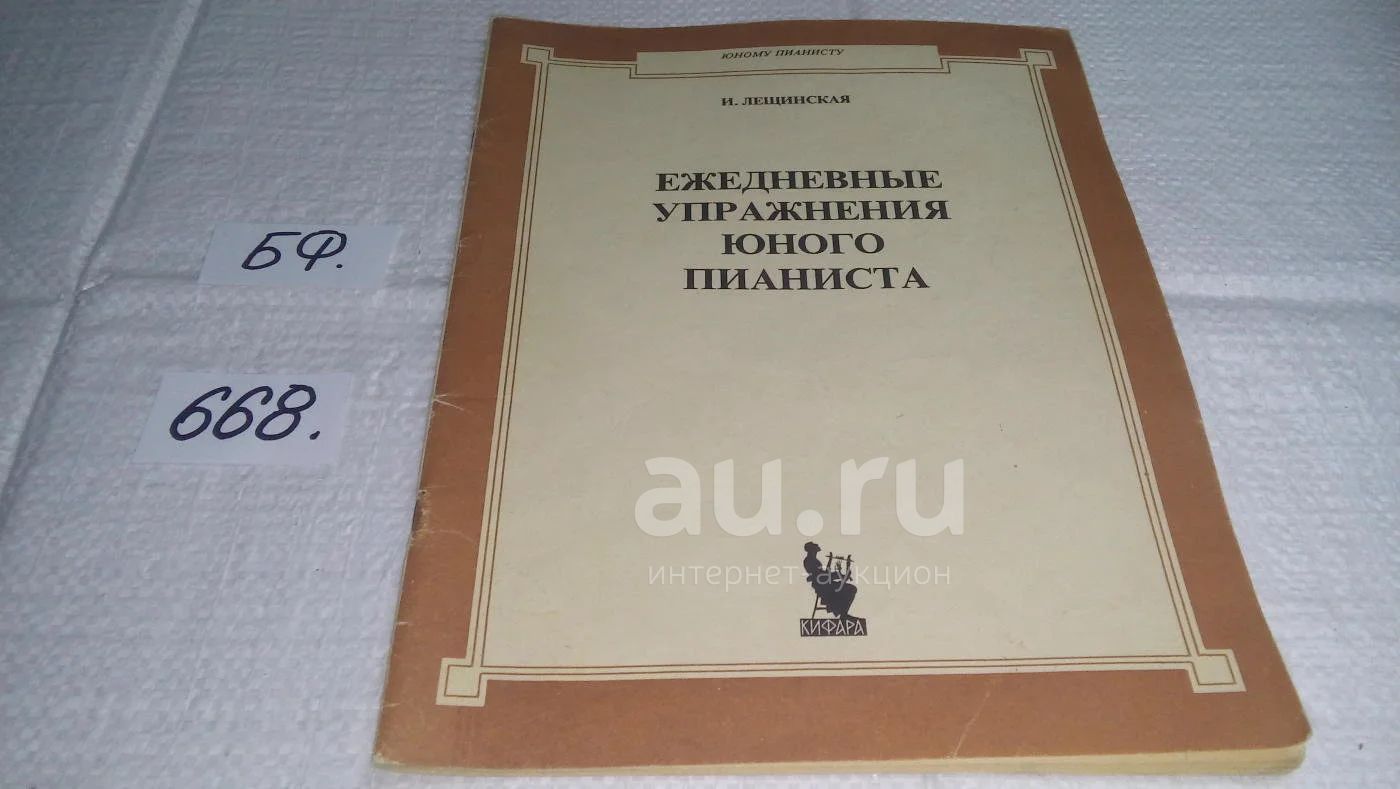 ЮНОМУ ПИАНИСТУ
И. ЛЕЩИНСКАЯ
ЕЖЕДНЕВНЫЕ
УПРАЖНЕНИЯ
ЮНОГО
ПИАНИСТА
БФ.
668.
au.ru
интернет-аукцион
КИФАРА